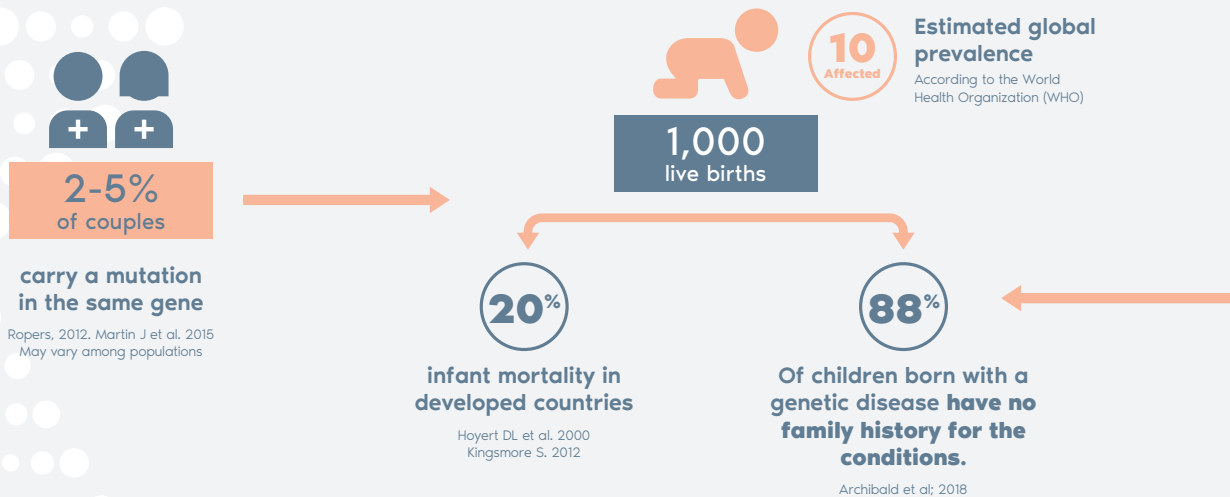 10
Affected
Estimated global
prevalence
According to the World
Health Organization (WHO)
1,000
live births
2-5%
of couples
carry a mutation
in the same gene
Ropers, 2012. Martin J et al. 2015
May vary among populations
20%
infant mortality in
developed countries
Hoyert DL et al. 2000
Kingsmore S. 2012
88%
Of children born with a
genetic disease have no
family history for the
conditions.
Archibald et al; 2018